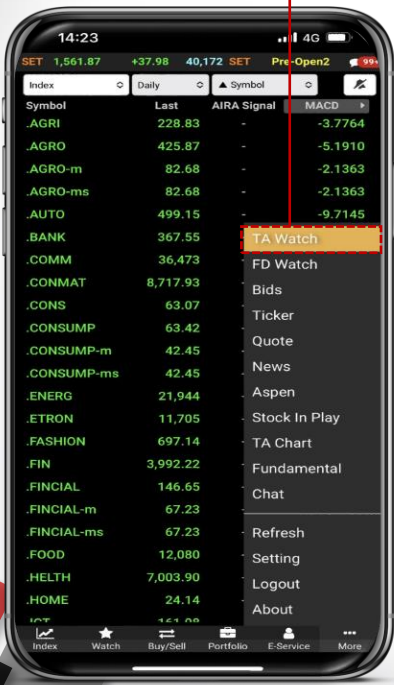 14:23 4G
SET 1,561.87 +37.98 40,172 SET Pre-Open2 99+
Index Daily ▲ Symbol
Symbol Last AIRA Signal MACD
.AGRI 228.83 - -3.7764
.AGRO 425.87 - -5.1910
.AGRO-m 82.68 - -2.1363
.AGRO-ms 82.68 - -2.1363
.AUTO 499.15 - -9.7145
.BANK 367.55 -
TA Watch
.COMM 36,473 -
FD Watch
.CONMAT 8,717.93 -
Bids
.CONS 63.07 -
Ticker
.CONSUMP 63.42 -
Quote
.CONSUMP-m 42.45 -
News
.CONSUMP-ms 42.45 -
Aspen
.ENERG 21,944 -
Stock In Play
.ETRON 11,705 -
TA Chart
.FASHION 697.14 -
Fundamental
.FIN 3,992.22 -
Chat
.FINCIAL 146.65 -
.FINCIAL-m 67.23 -
.FINCIAL-ms 67.23 -
Refresh
.FOOD 12,080 -
Setting
.HELTH 7,003.90 -
Logout
.HOME 24.14 -
About
Index Watch Buy/Sell Portfolio E-Service More